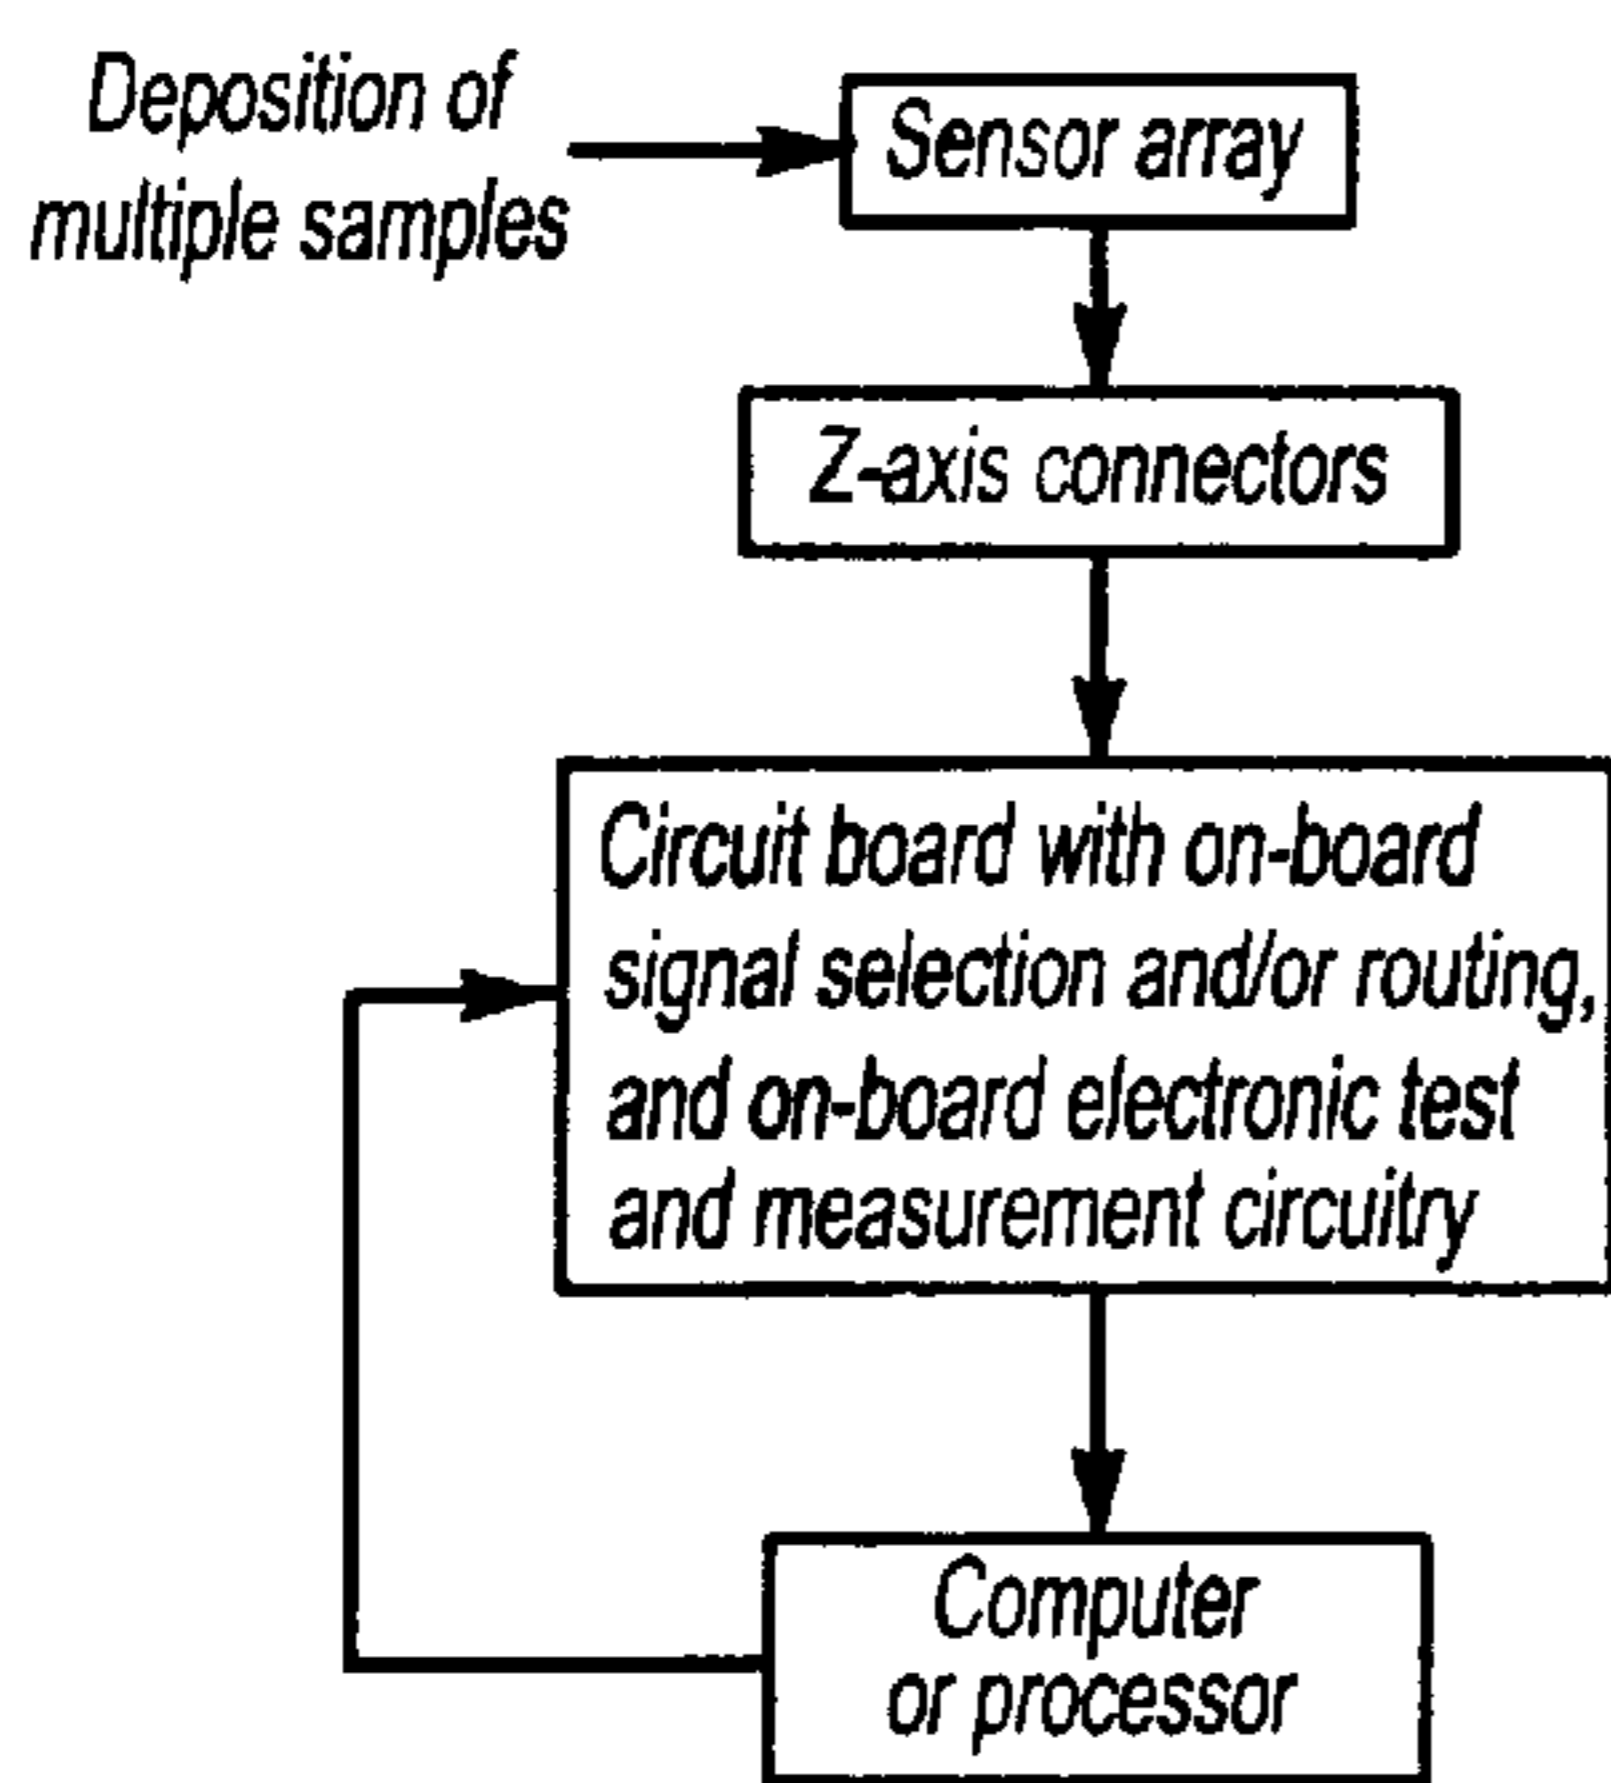 Deposition of
multiple samples
Sensor array
Z-axis connectors
Circuit board with on-board
signal selection and/or routing,
and on-board electronic test
and measurement circuitry
Computer
or processor